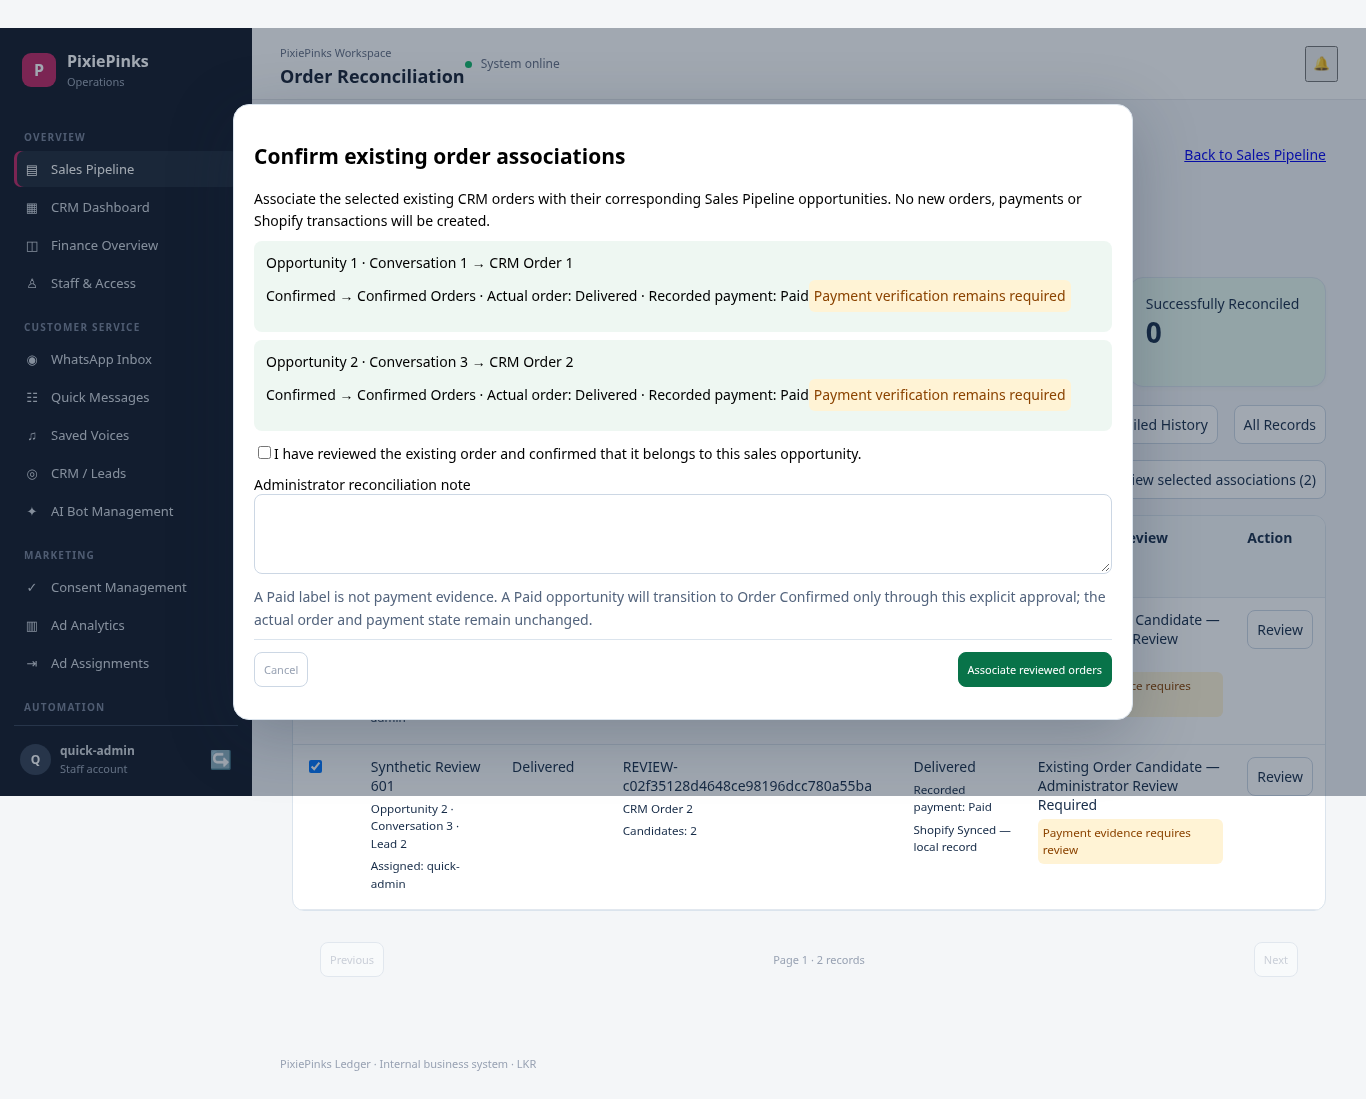 P
PixiePinks
Operations
OVERVIEW
Sales Pipeline
CRM Dashboard
Finance Overview
Staff & Access
CUSTOMER SERVICE
WhatsApp Inbox
Quick Messages
Saved Voices
CRM / Leads
AI Bot Management
MARKETING
Consent Management
Ad Analytics
Ad Assignments
AUTOMATION
Q
quick-admin
Staff account
PixiePinks Workspace
Order Reconciliation
System online
Back to Sales Pipeline
Successfully Reconciled
0
iled History
All Records
iew selected associations (2)
Confirm existing order associations
Associate the selected existing CRM orders with their corresponding Sales Pipeline opportunities. No new orders, payments or
Shopify transactions will be created.
Opportunity 1 · Conversation 1 → CRM Order 1
Confirmed → Confirmed Orders · Actual order: Delivered · Recorded payment: Paid Payment verification remains required
Opportunity 2 · Conversation 3 → CRM Order 2
Confirmed → Confirmed Orders · Actual order: Delivered · Recorded payment: Paid Payment verification remains required
I have reviewed the existing order and confirmed that it belongs to this sales opportunity.
Administrator reconciliation note
A Paid label is not payment evidence. A Paid opportunity will transition to Order Confirmed only through this explicit approval; the
actual order and payment state remain unchanged.
Cancel
Associate reviewed orders
eview
Action
Candidate —
Review
Review
ce requires
admin
Synthetic Review
601
Opportunity 2 ·
Conversation 3 ·
Lead 2
Assigned: quick-
admin
Delivered
REVIEW-
c02f35128d4648ce98196dcc780a55ba
CRM Order 2
Candidates: 2
Delivered
Recorded
payment: Paid
Shopify Synced —
local record
Existing Order Candidate —
Administrator Review
Required
Payment evidence requires
review
Review
Previous
Page 1 · 2 records
Next
PixiePinks Ledger · Internal business system · LKR